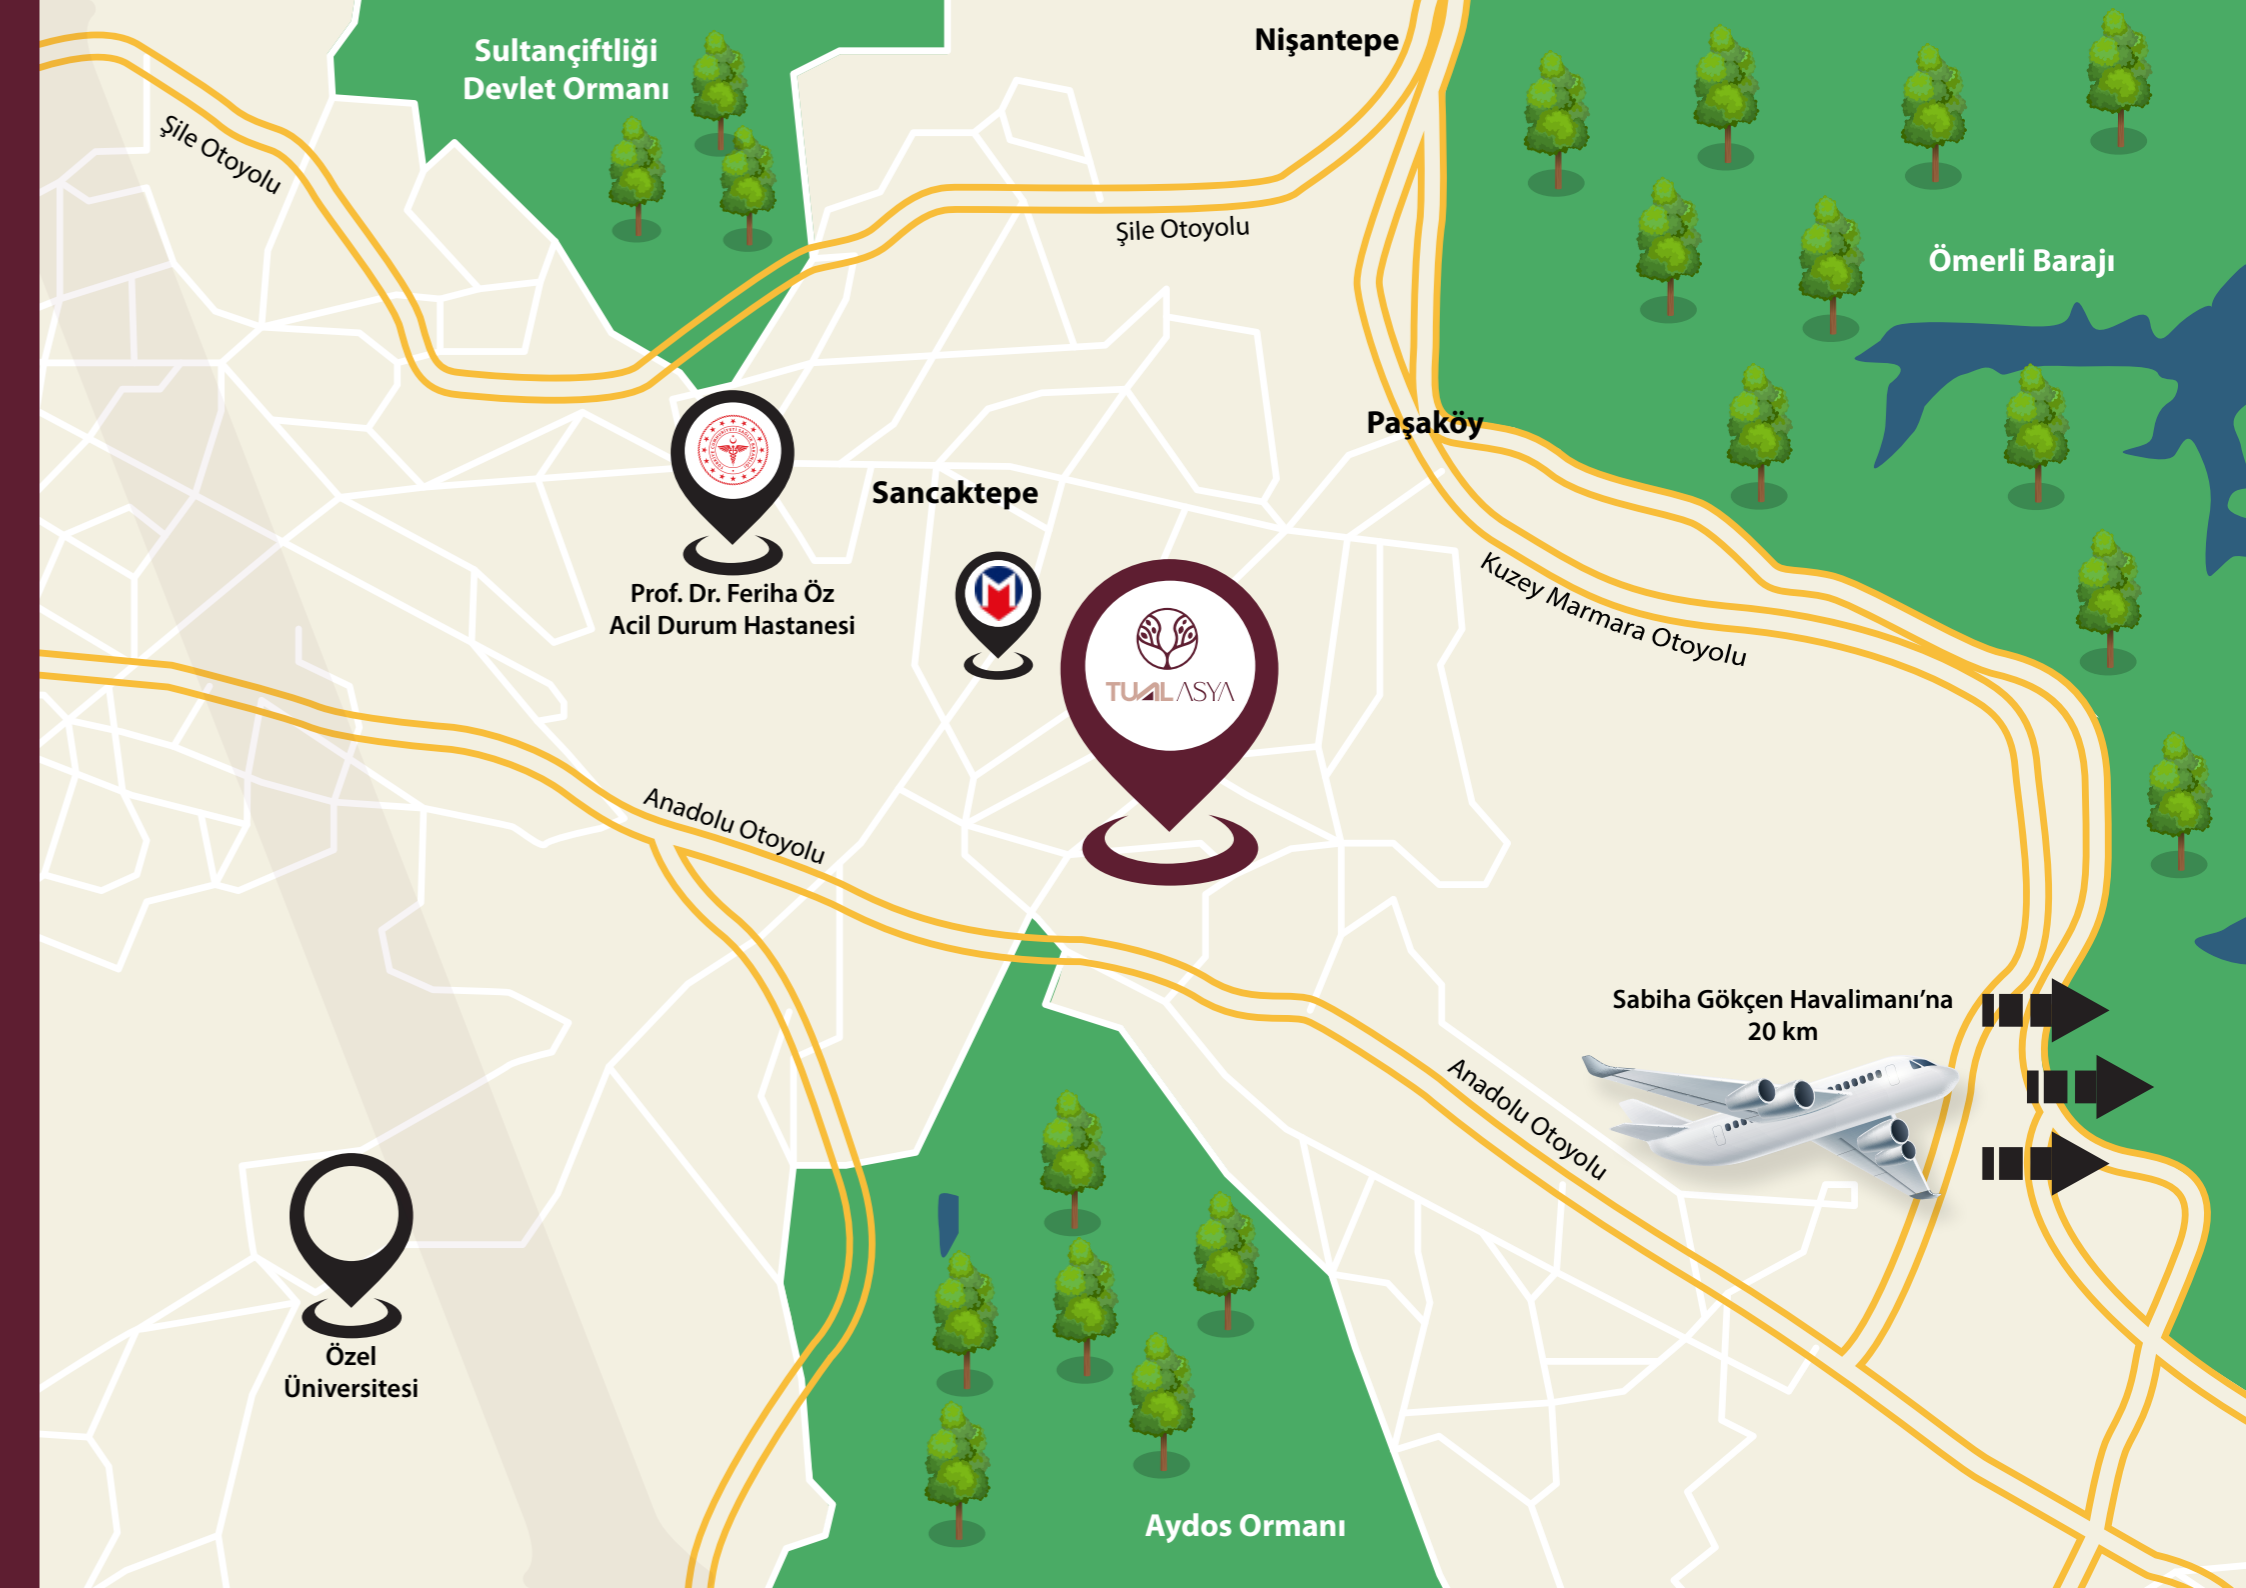 Sultançiftliği
Devlet Ormanı
Nişantepe
Şile Otoyolu
Şile Otoyolu
Ömerli Barajı
Paşaköy
Sancaktepe
Prof. Dr. Feriha Öz
Acil Durum Hastanesi
M
TUAL ASYA
Kuzey Marmara Otoyolu
Anadolu Otoyolu
Sabiha Gökçen Havalimanı’na
20 km
Anadolu Otoyolu
Özel
Üniversitesi
Aydos Ormanı